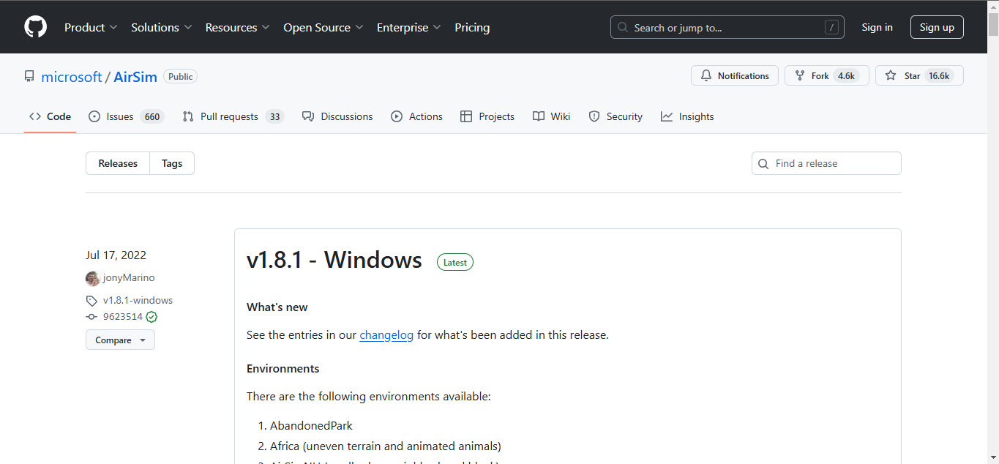 Product Solutions Resources Open Source Enterprise Pricing Search or jump to... / Sign in Sign up
microsoft / AirSim Public Notifications Fork 4.6k Star 16.6k
Code Issues 660 Pull requests 33 Discussions Actions Projects Wiki Security Insights
Releases Tags Find a release
Jul 17, 2022
jonyMarino
v1.8.1-windows
9623514
Compare
v1.8.1 - Windows Latest
What's new
See the entries in our changelog for what's been added in this release.
Environments
There are the following environments available:
1. AbandonedPark
2. Africa (uneven terrain and animated animals)